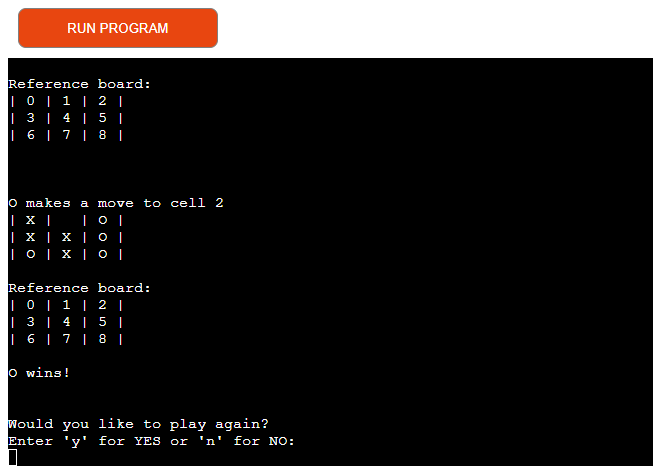 RUN PROGRAM
Reference board:
| 0 | 1 | 2 |
| 3 | 4 | 5 |
| 6 | 7 | 8 |
O makes a move to cell 2
| X |   | O |
| X | X | O |
| O | X | O |
Reference board:
| 0 | 1 | 2 |
| 3 | 4 | 5 |
| 6 | 7 | 8 |
O wins!
Would you like to play again?
Enter 'y' for YES or 'n' for NO: